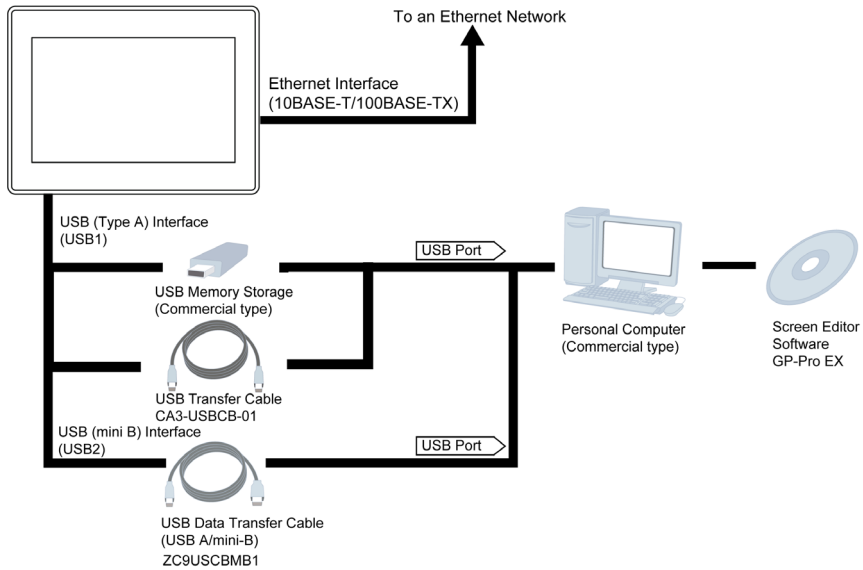 To an Ethernet Network
Ethernet Interface
(10BASE-T/100BASE-TX)
USB (Type A) Interface
(USB1)
USB Port
USB Memory Storage
(Commercial type)
Personal Computer
(Commercial type)
Screen Editor
Software
GP-Pro EX
USB Transfer Cable
CA3-USBCB-01
USB (mini B) Interface
(USB2)
USB Port
USB Data Transfer Cable
(USB A/mini-B)
ZC9USCBMB1